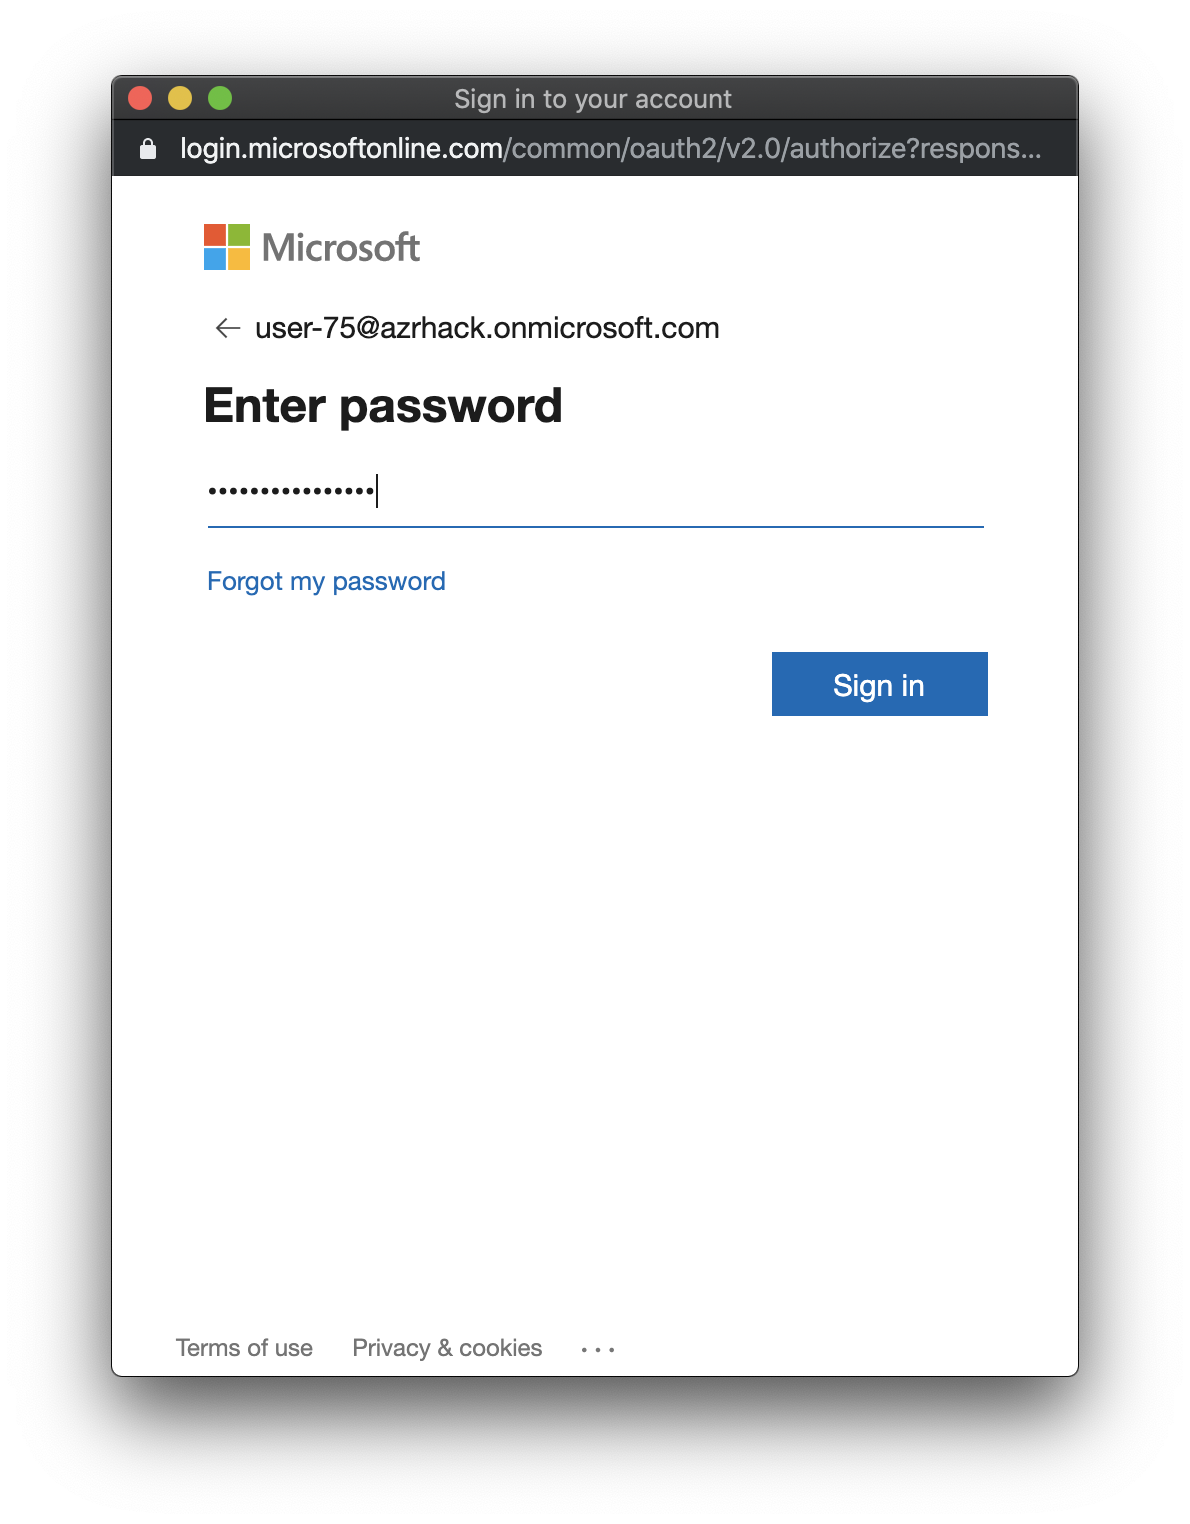 Sign in to your account
login.microsoftonline.com/common/oauth2/v2.0/authorize?respons...
Microsoft
← user-75@azrhack.onmicrosoft.com
Enter password
••••••••••••••••
Forgot my password
Sign in
Terms of use Privacy & cookies ...